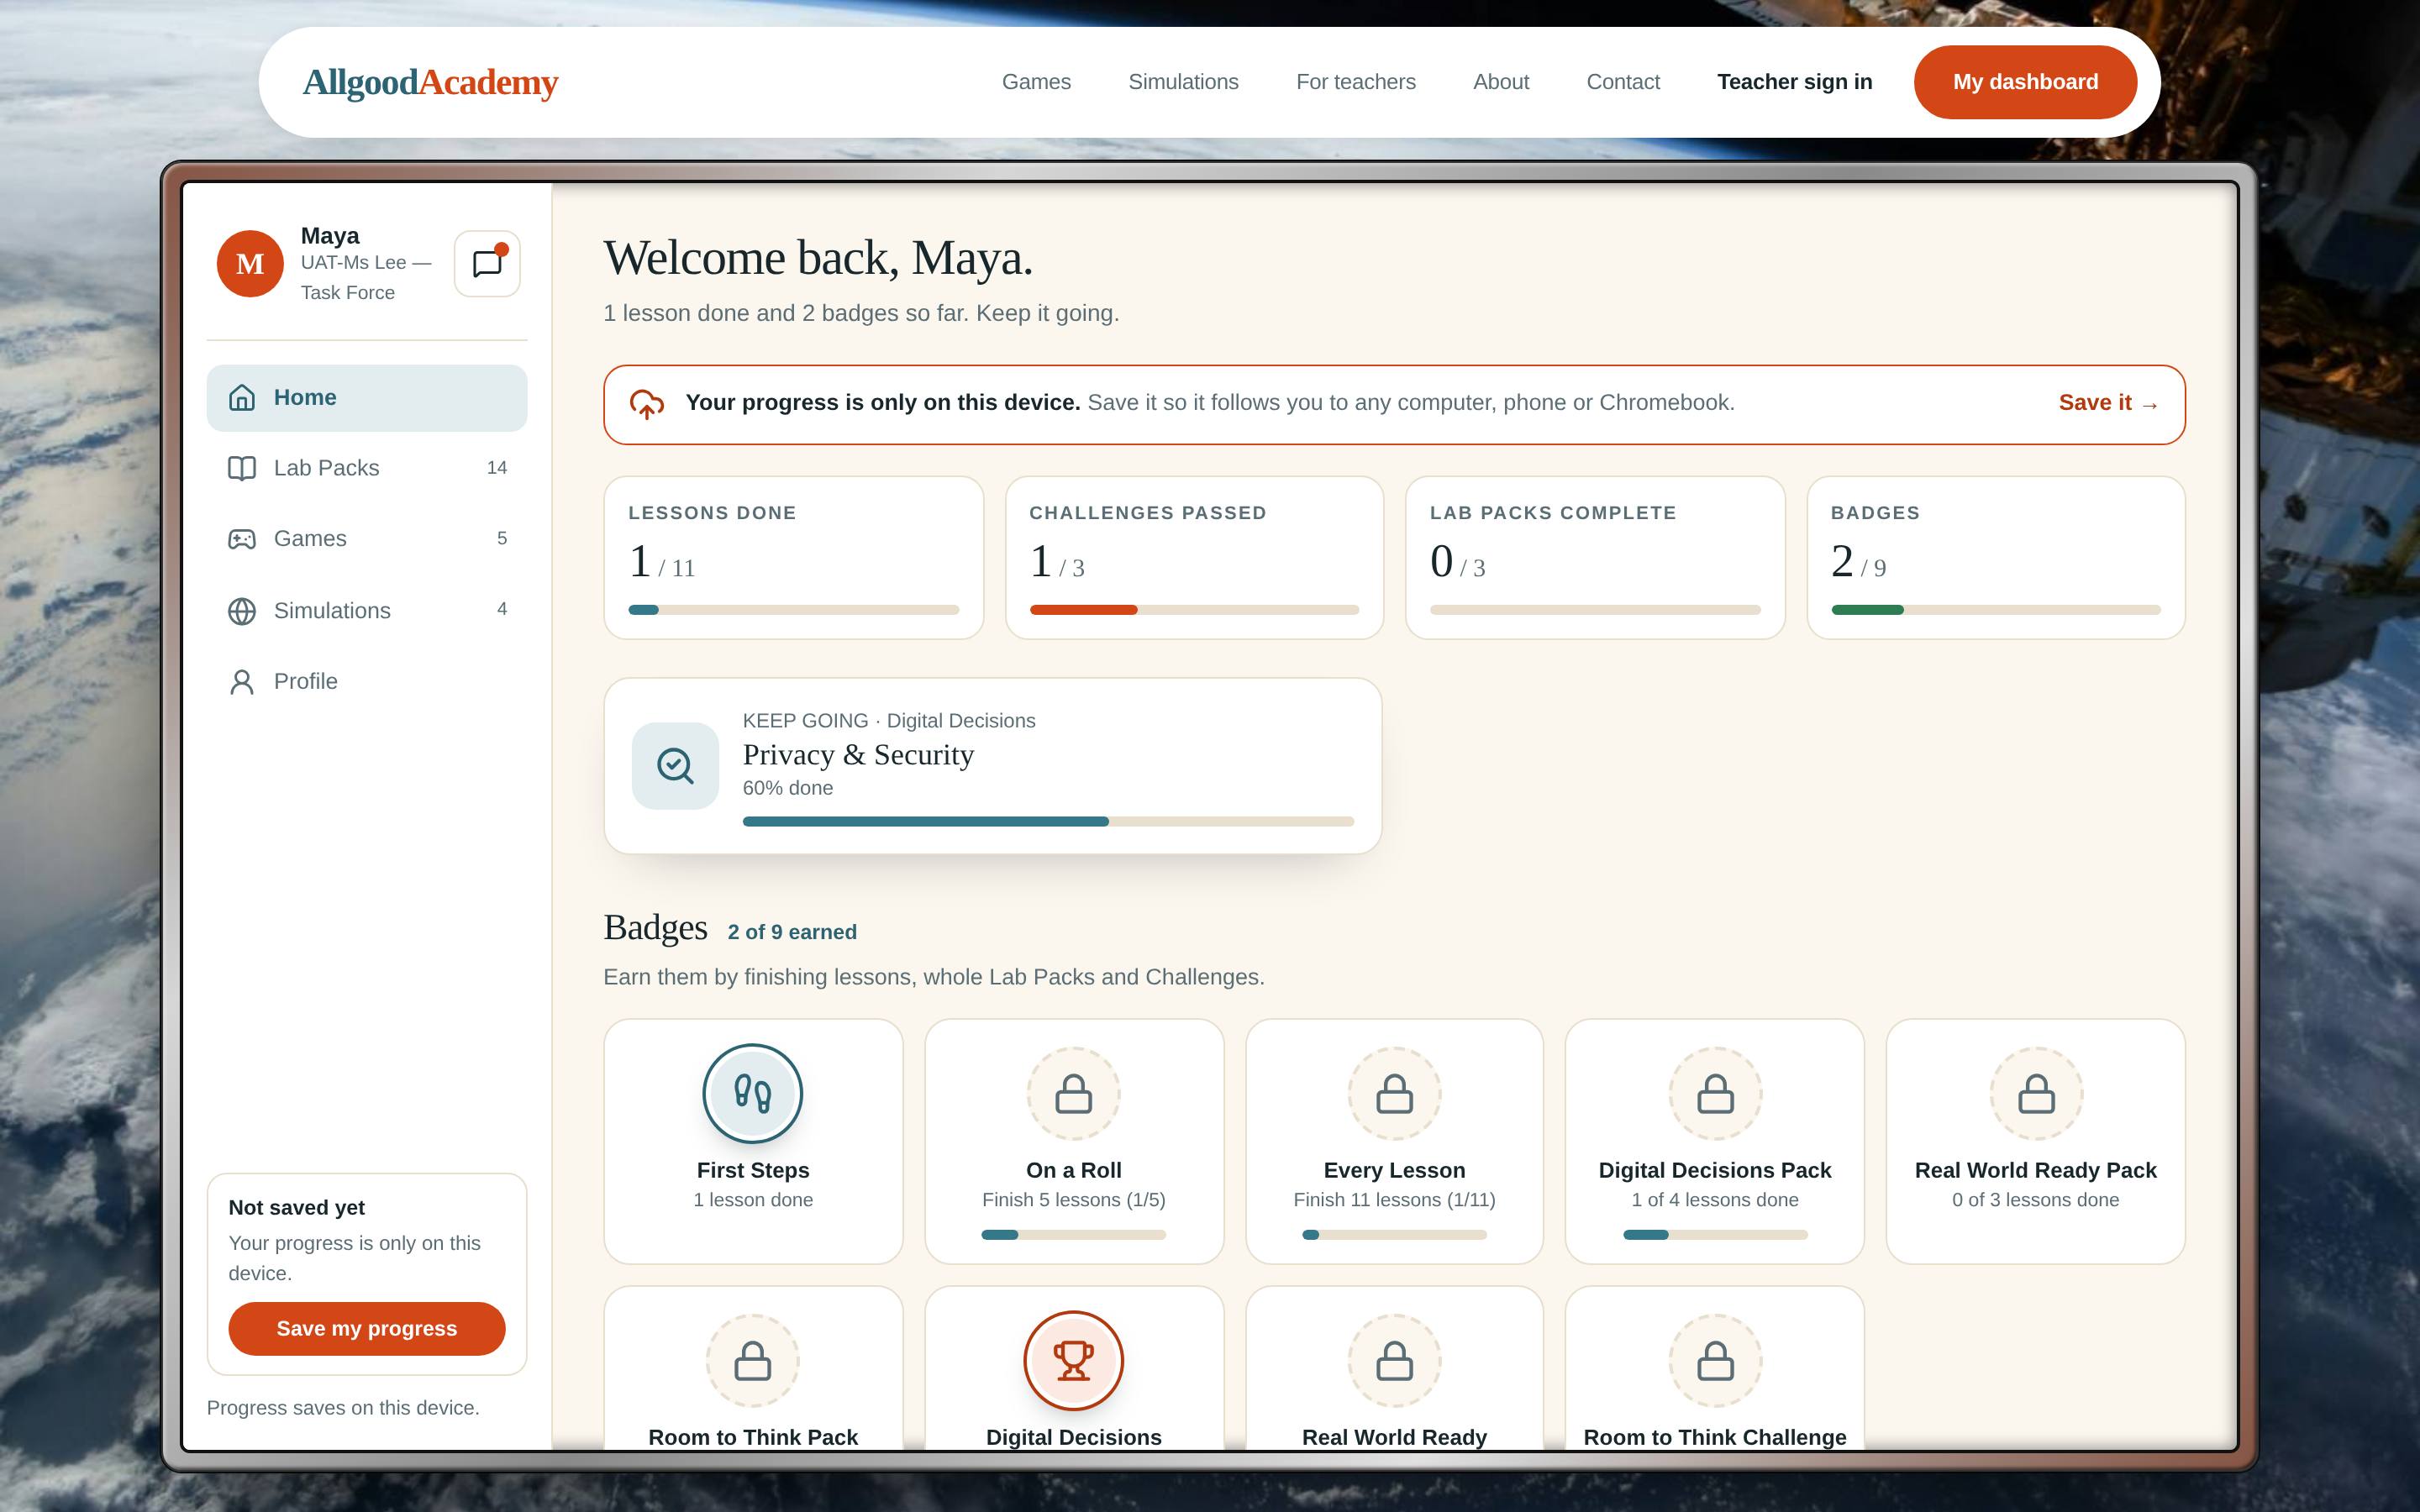 AllgoodAcademy
Games
Simulations
For teachers
About
Contact
Teacher sign in
My dashboard
M
Maya
UAT-Ms Lee —
Task Force
Home
Lab Packs
14
Games
5
Simulations
4
Profile
Not saved yet
Your progress is only on this
device.
Save my progress
Progress saves on this device.
Welcome back, Maya.
1 lesson done and 2 badges so far. Keep it going.
Your progress is only on this device. Save it so it follows you to any computer, phone or Chromebook.
Save it →
LESSONS DONE
1 / 11
CHALLENGES PASSED
1 / 3
LAB PACKS COMPLETE
0 / 3
BADGES
2 / 9
KEEP GOING · Digital Decisions
Privacy & Security
60% done
Badges
2 of 9 earned
Earn them by finishing lessons, whole Lab Packs and Challenges.
First Steps
1 lesson done
On a Roll
Finish 5 lessons (1/5)
Every Lesson
Finish 11 lessons (1/11)
Digital Decisions Pack
1 of 4 lessons done
Real World Ready Pack
0 of 3 lessons done
Room to Think Pack
Digital Decisions
Real World Ready
Room to Think Challenge